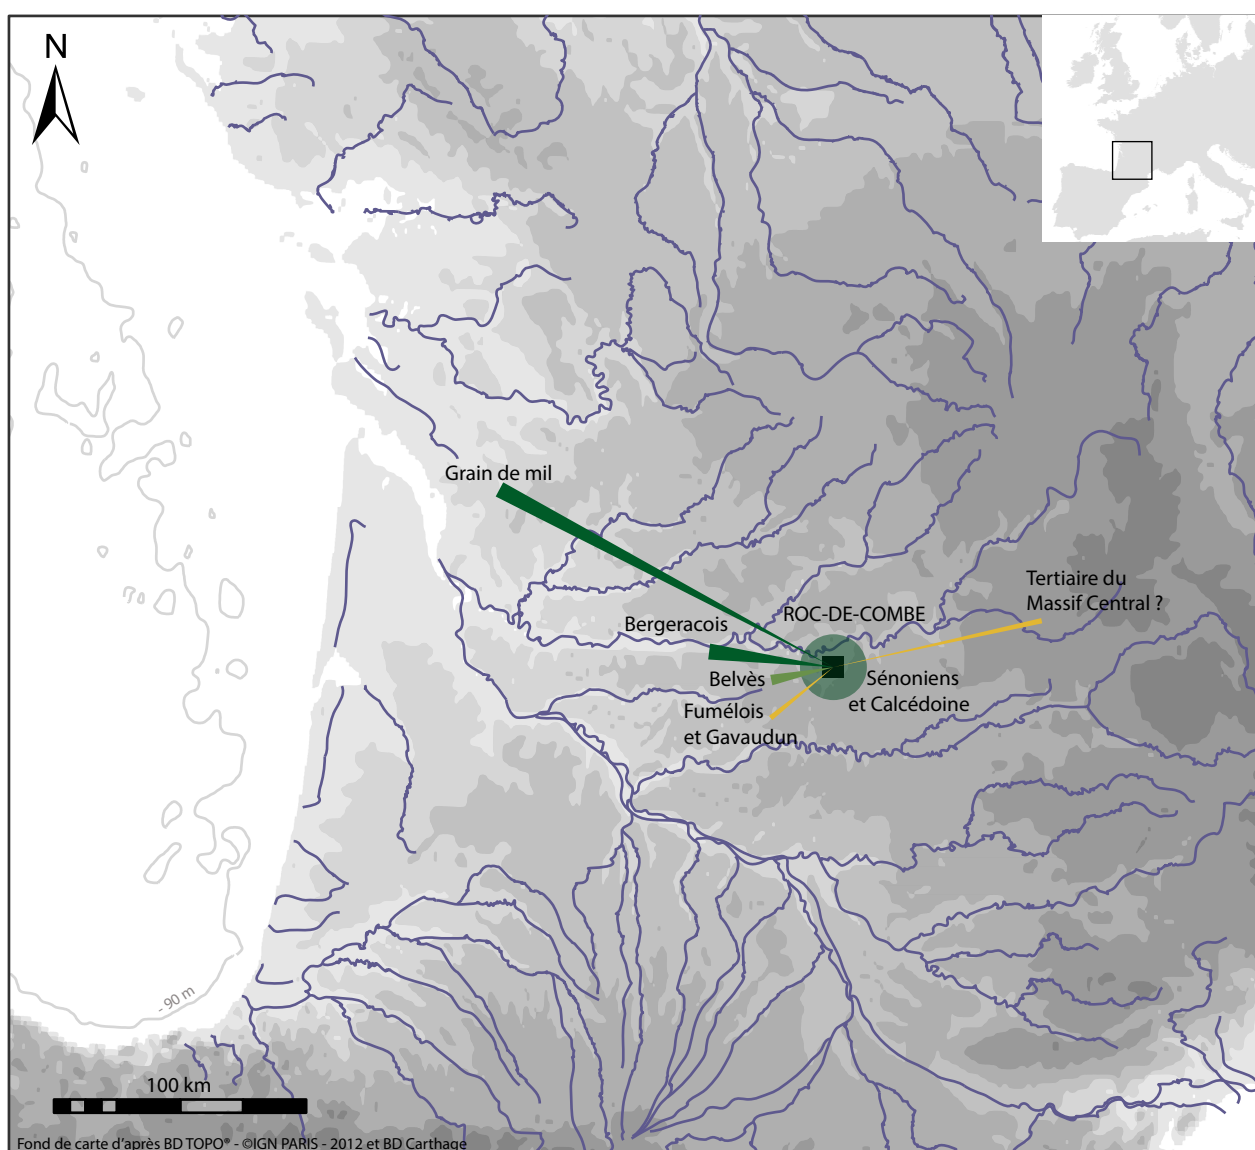 N
Grain de mil
Tertiaire du
Massif Central ?
ROC-DE-COMBE
Bergeracois
Belvès
Sénoniens
et Calcédoine
Fumélois
et Gavaudun
- 90 m
100 km
Fond de carte d'après BD TOPO® - ©IGN PARIS - 2012 et BD Carthage